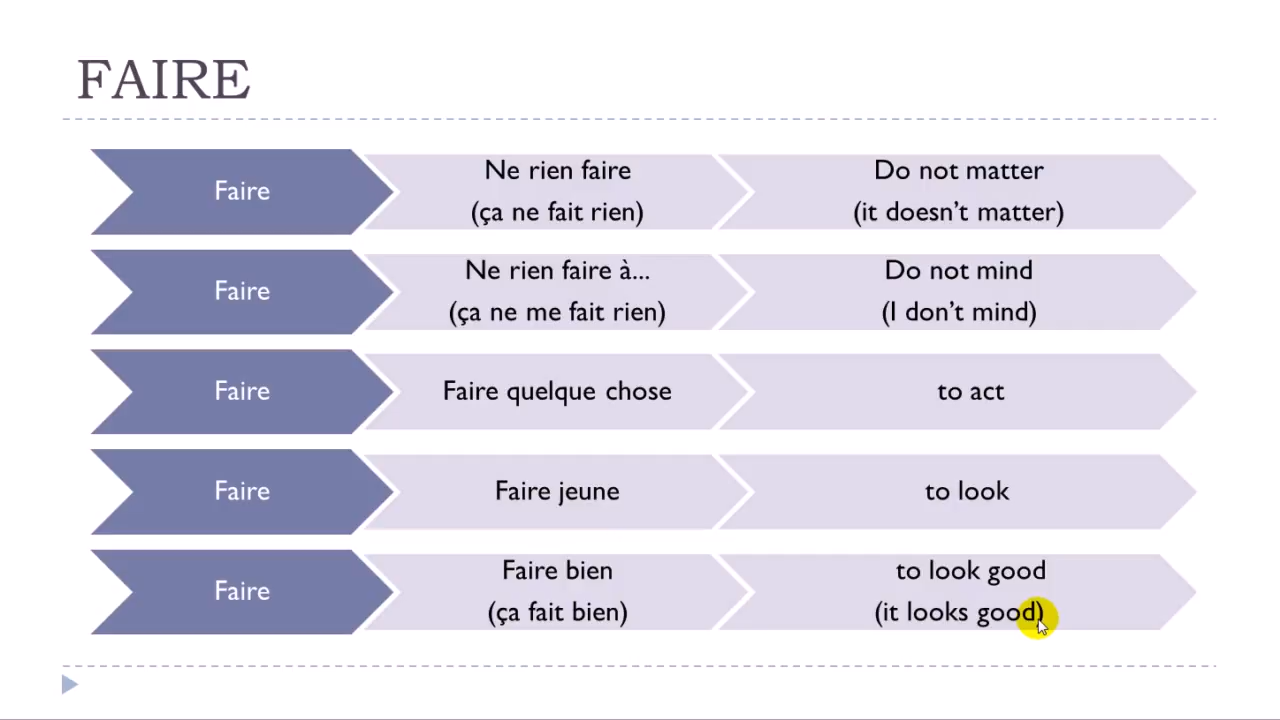 FAIRE
Faire
Ne rien faire
(ça ne fait rien)
Do not matter
(it doesn’t matter)
Faire
Ne rien faire à...
(ça ne me fait rien)
Do not mind
(I don’t mind)
Faire
Faire quelque chose
to act
Faire
Faire jeune
to look
Faire
Faire bien
(ça fait bien)
to look good
(it looks good)